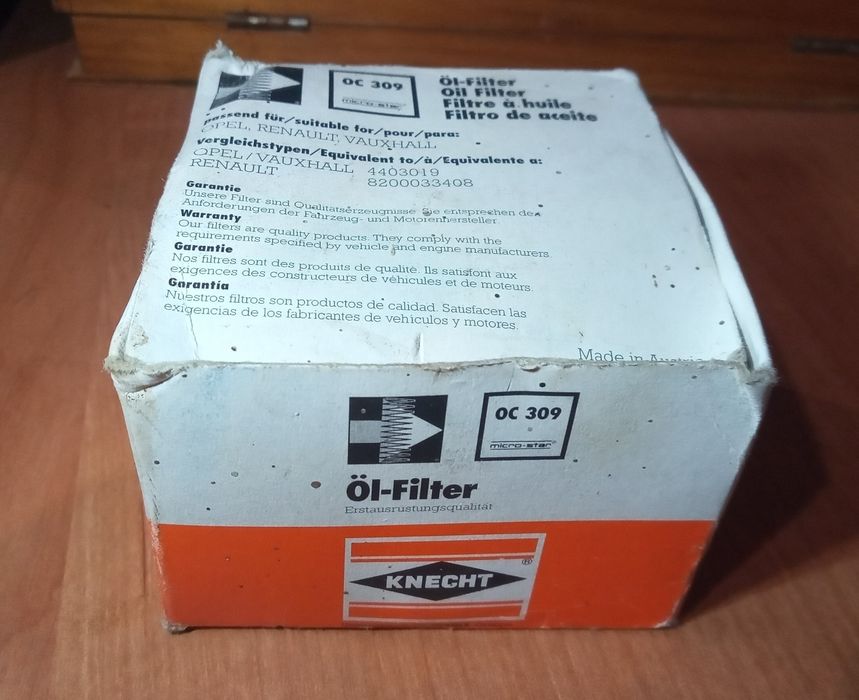 OC 309
micro-star
Öl-Filter
Oil Filter
Filtre à huile
Filtro de aceite
passend für/suitable for/pour/para:
OPEL, RENAULT, VAUXHALL
Vergleichstypen/Equivalent to/à/Equivalente a:
OPEL/VAUXHALL 4403019
RENAULT 8200033408
Garantie
Unsere Filter sind Qualitätserzeugnisse. Sie entsprechen den
Anforderungen der Fahrzeug- und Motorenhersteller.
Warranty
Our filters are quality products. They comply with the
requirements specified by vehicle and engine manufacturers.
Garantie
Nos filtres sont des produits de qualité. Ils satisfont aux
exigences des constructeurs de véhicules et de moteurs.
Garantía
Nuestros filtros son productos de calidad. Satisfacen las
exigencias de los fabricantes de vehículos y motores.
Made in Austria
OC 309
micro-star®
Öl-Filter
Erstausrüstungsqualität
KNECHT ®